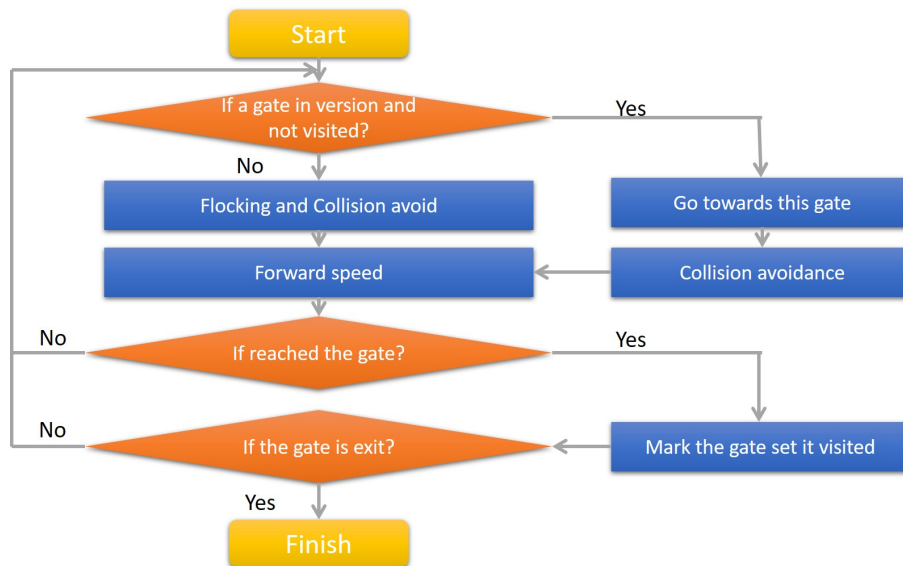 Start
If a gate in version and
not visited?
Yes
No
Flocking and Collision avoid
Go towards this gate
Forward speed
Collision avoidance
No
If reached the gate?
Yes
No
If the gate is exit?
Mark the gate set it visited
Yes
Finish